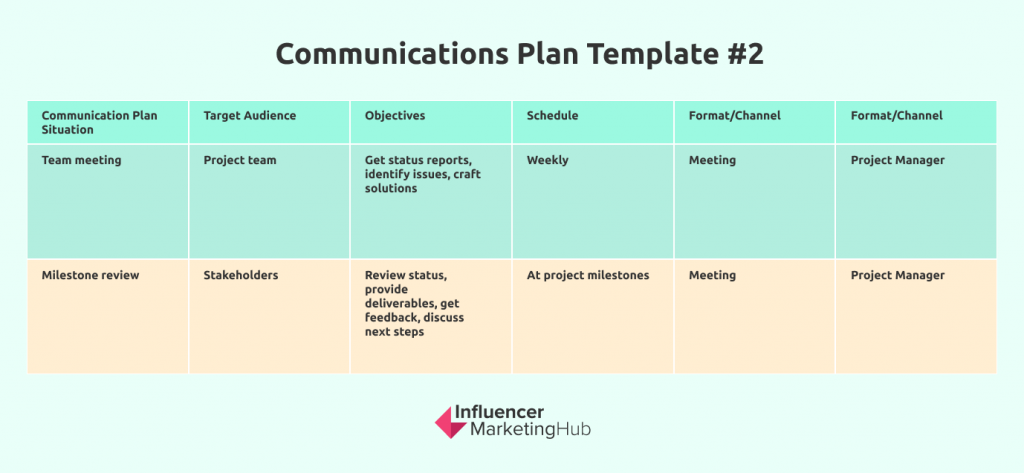 Communications Plan Template #2
Communication Plan
Situation
Target Audience
Objectives
Schedule
Format/Channel
Format/Channel
Team meeting
Project team
Get status reports,
identify issues, craft
solutions
Weekly
Meeting
Project Manager
Milestone review
Stakeholders
Review status,
provide
deliverables, get
feedback, discuss
next steps
At project milestones
Meeting
Project Manager
Influencer
MarketingHub